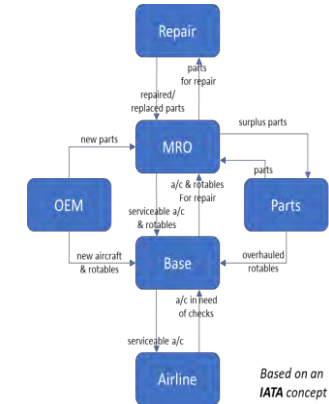 Repair
parts
for repair
repaired/
replaced parts
surplus parts
new parts
MRO
parts
a/c & rotables
For repair
OEM
Parts
serviceable a/c
& rotables
new aircraft
& rotables
Base
overhauled
rotables
a/c in need
of checks
serviceable a/c
Airline
Based on an
IATA concept